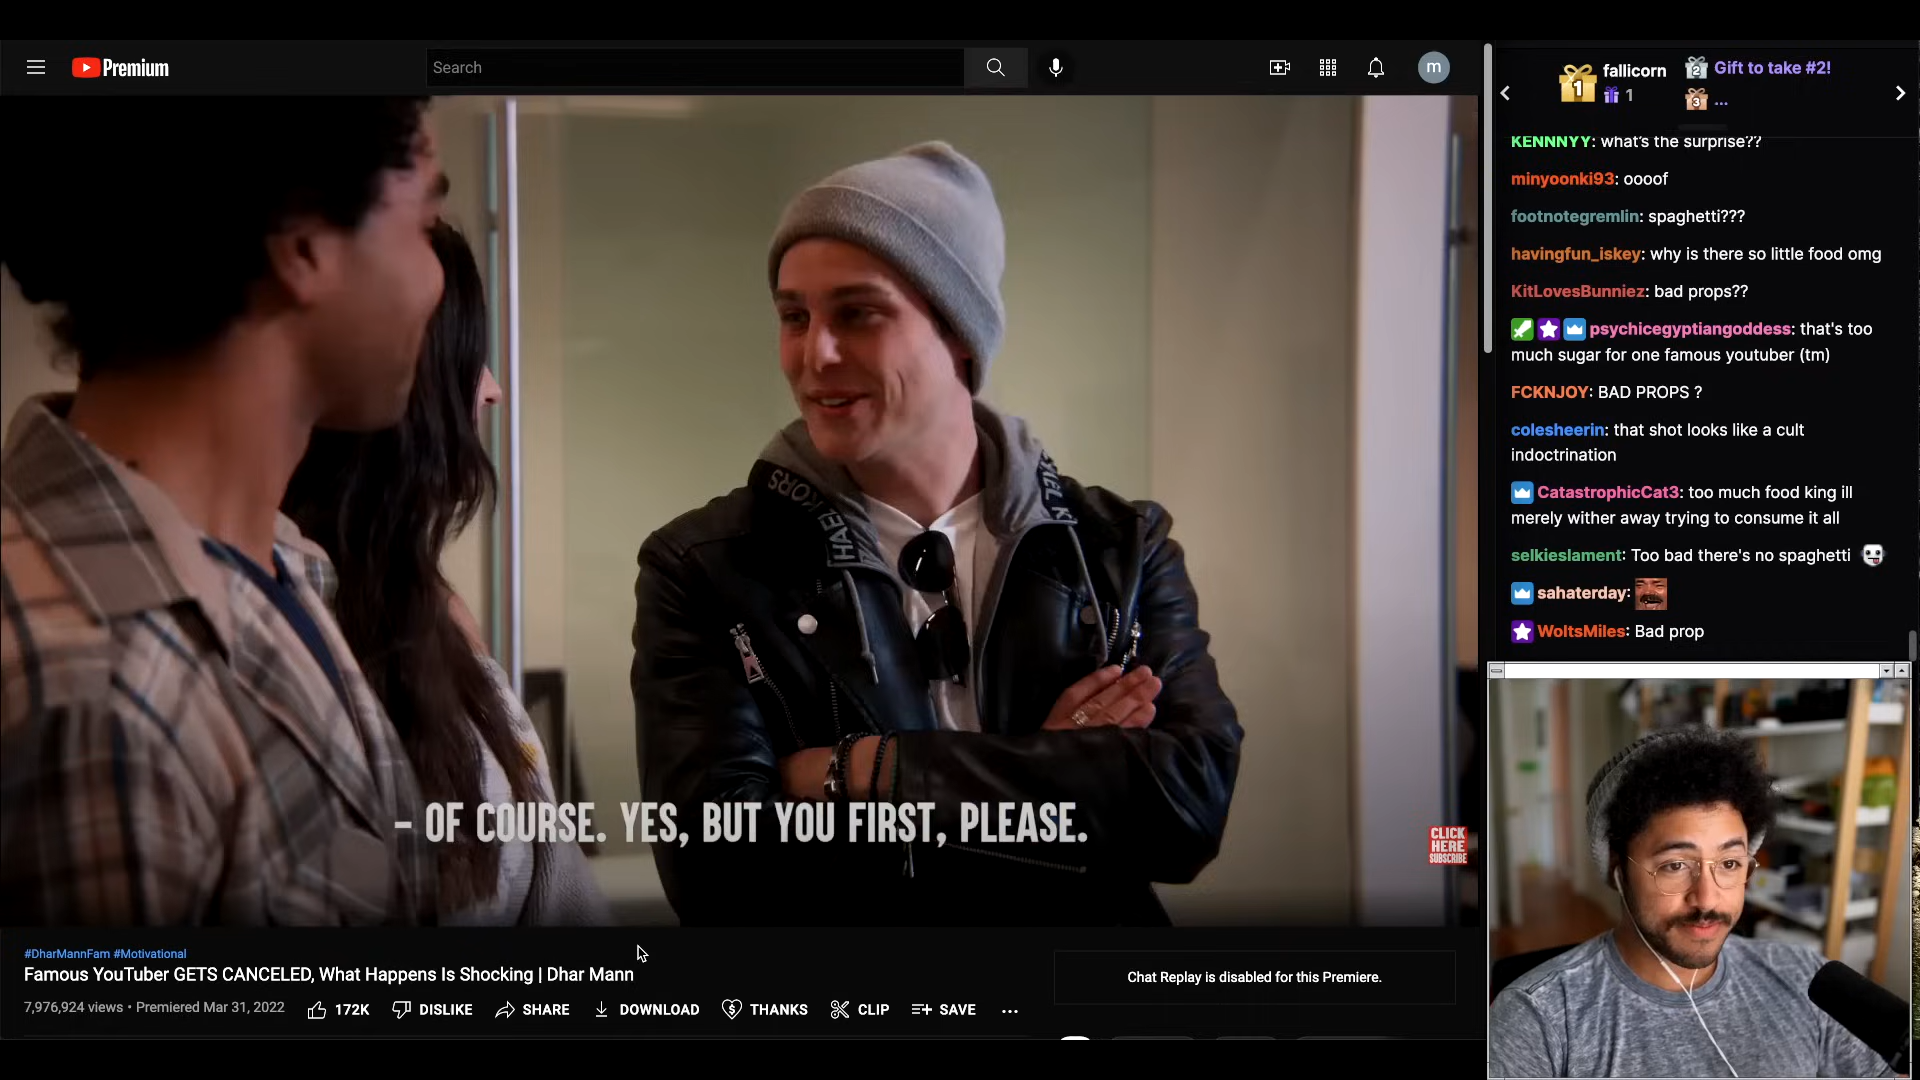 Premium
Search
m
1
fallicorn
1
2
Gift to take #2!
3
...
KENNNYY: what's the surprise??
minyoonki93: oooof
footnotegremlin: spaghetti???
havingfun_iskey: why is there so little food omg
KitLovesBunniez: bad props??
psychicegyptiangoddess: that's too
much sugar for one famous youtuber (tm)
FCKNJOY: BAD PROPS ?
colesheerin: that shot looks like a cult
indoctrination
CatastrophicCat3: too much food king ill
merely wither away trying to consume it all
selkieslament: Too bad there's no spaghetti
sahaterday:
WoltsMiles: Bad prop
KORS
HAEL
- OF COURSE. YES, BUT YOU FIRST, PLEASE.
CLICK
HERE
SUBSCRIBE
#DharMannFam #Motivational
Famous YouTuber GETS CANCELED, What Happens Is Shocking | Dhar Mann
7,976,924 views • Premiered Mar 31, 2022
172K
DISLIKE
SHARE
DOWNLOAD
THANKS
CLIP
SAVE
...
Chat Replay is disabled for this Premiere.